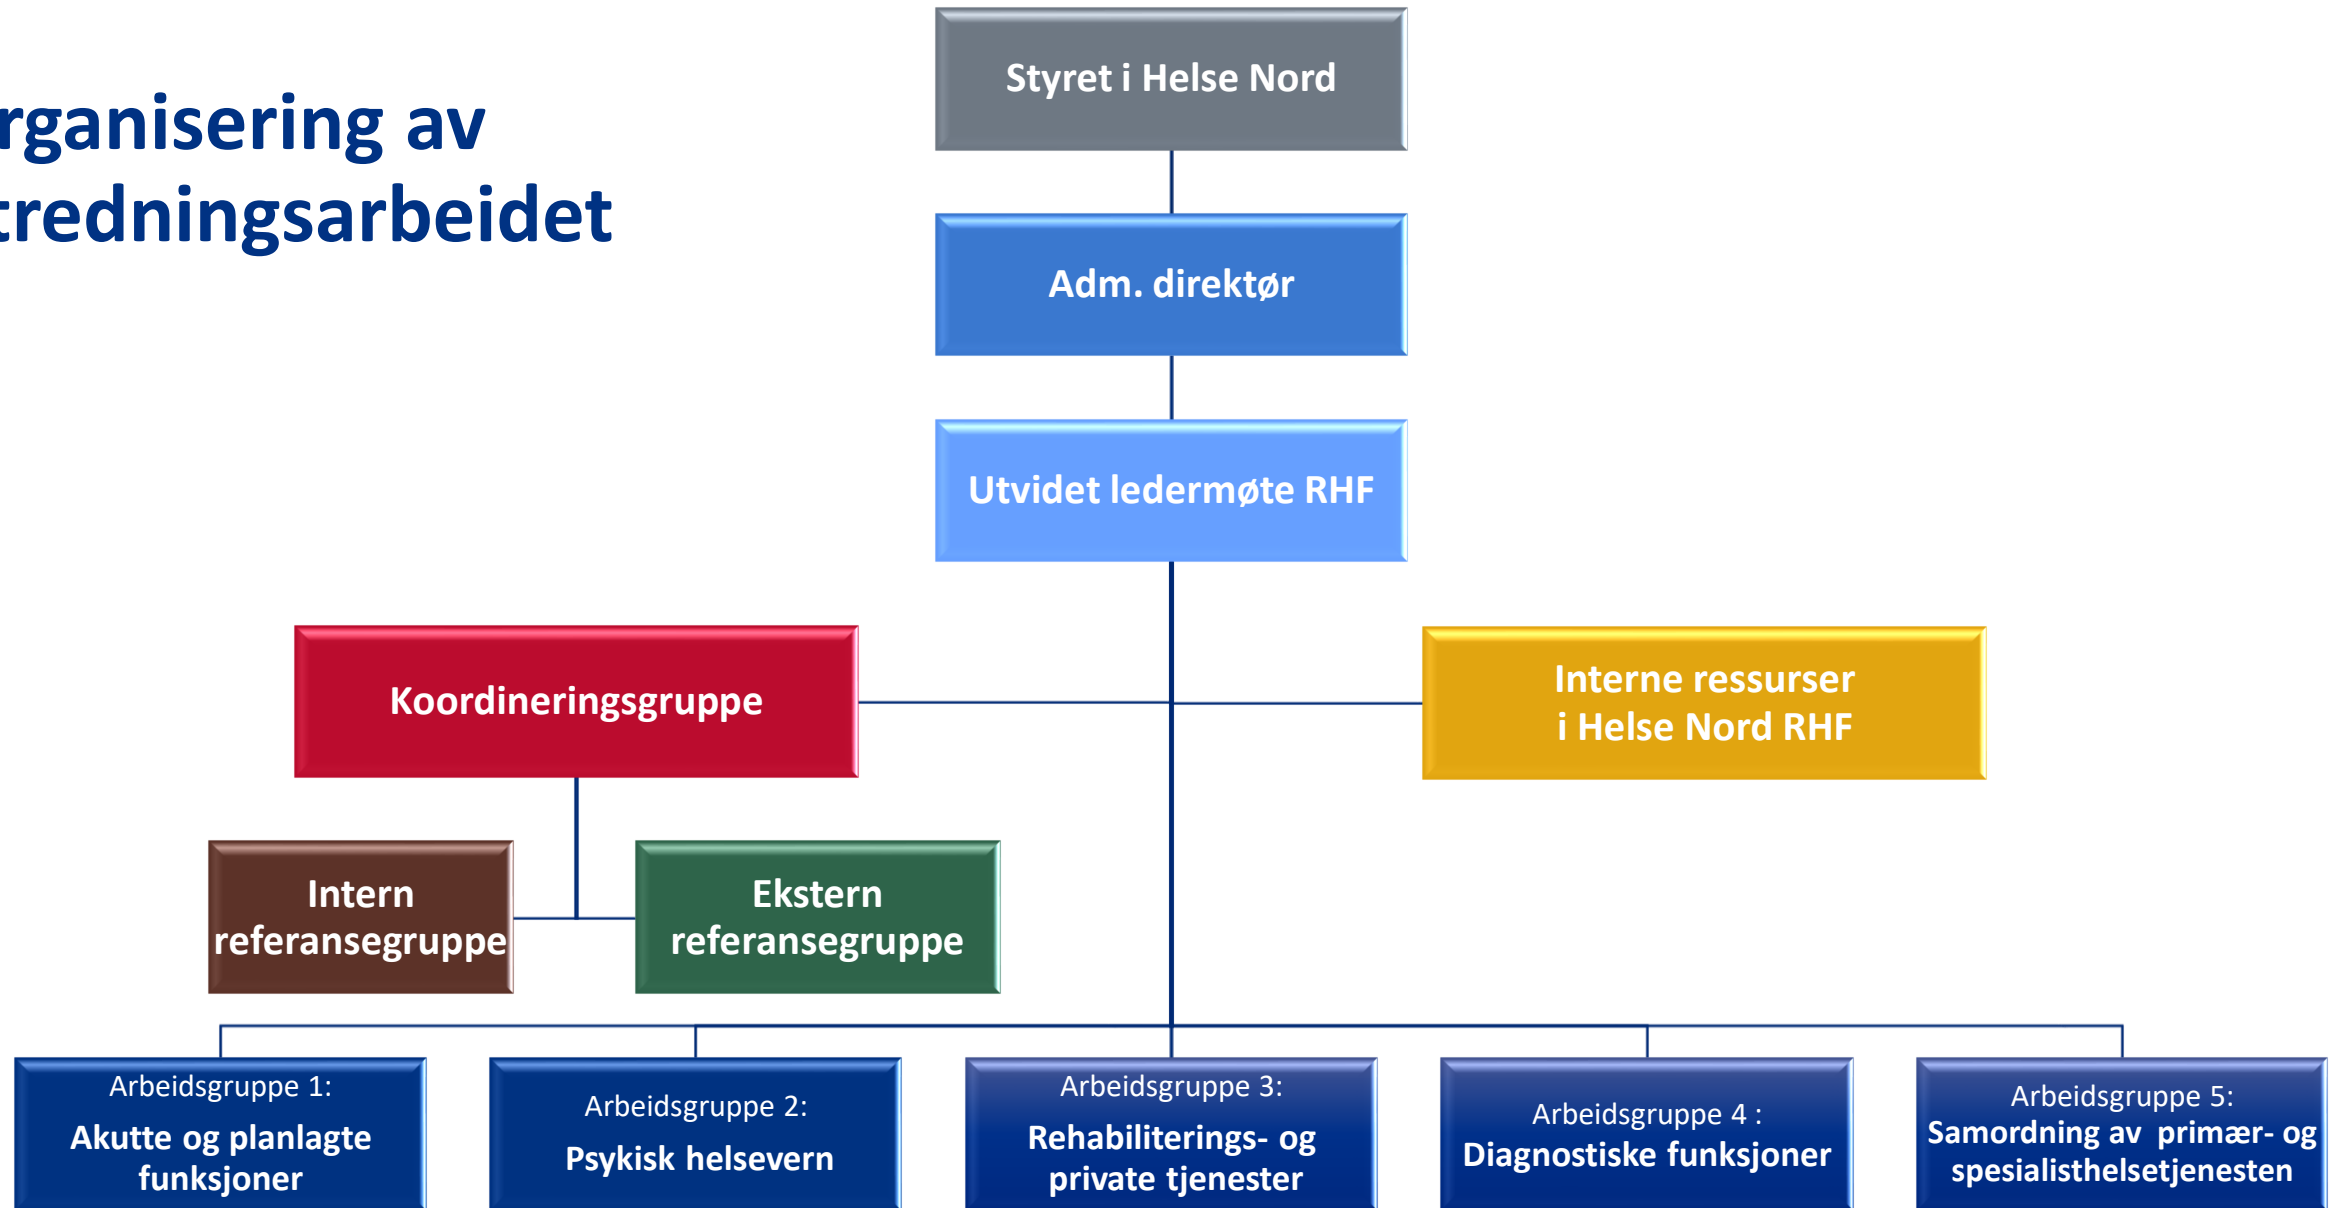 rganisering av
tredningsarbeidet
Styret i Helse Nord
Adm. direktør
Utvidet ledermøte RHF
Koordineringsgruppe
Interne ressurser
i Helse Nord RHF
Intern
referansegruppe
Ekstern
referansegruppe
Arbeidsgruppe 1:
Akutte og planlagte
funksjoner
Arbeidsgruppe 2:
Psykisk helsevern
Arbeidsgruppe 3:
Rehabiliterings- og
private tjenester
Arbeidsgruppe 4 :
Diagnostiske funksjoner
Arbeidsgruppe 5:
Samordning av  primær- og
spesialisthelsetjenesten